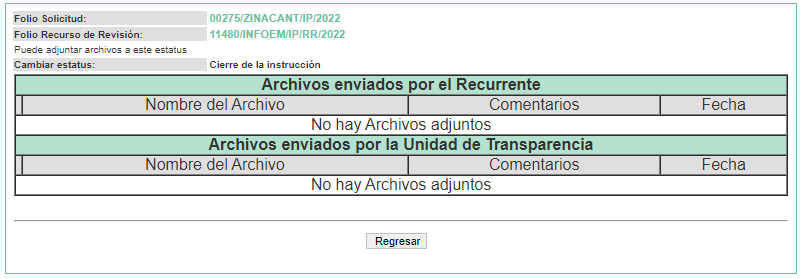 Folio Solicitud: 00275/ZINACANT/IP/2022
Folio Recurso de Revisión: 11480/INFOEM/IP/RR/2022
Puede adjuntar archivos a este estatus
Cambiar estatus: Cierre de la instrucción
Archivos enviados por el Recurrente
Nombre del Archivo Comentarios Fecha
No hay Archivos adjuntos
Archivos enviados por la Unidad de Transparencia
Nombre del Archivo Comentarios Fecha
No hay Archivos adjuntos
Regresar